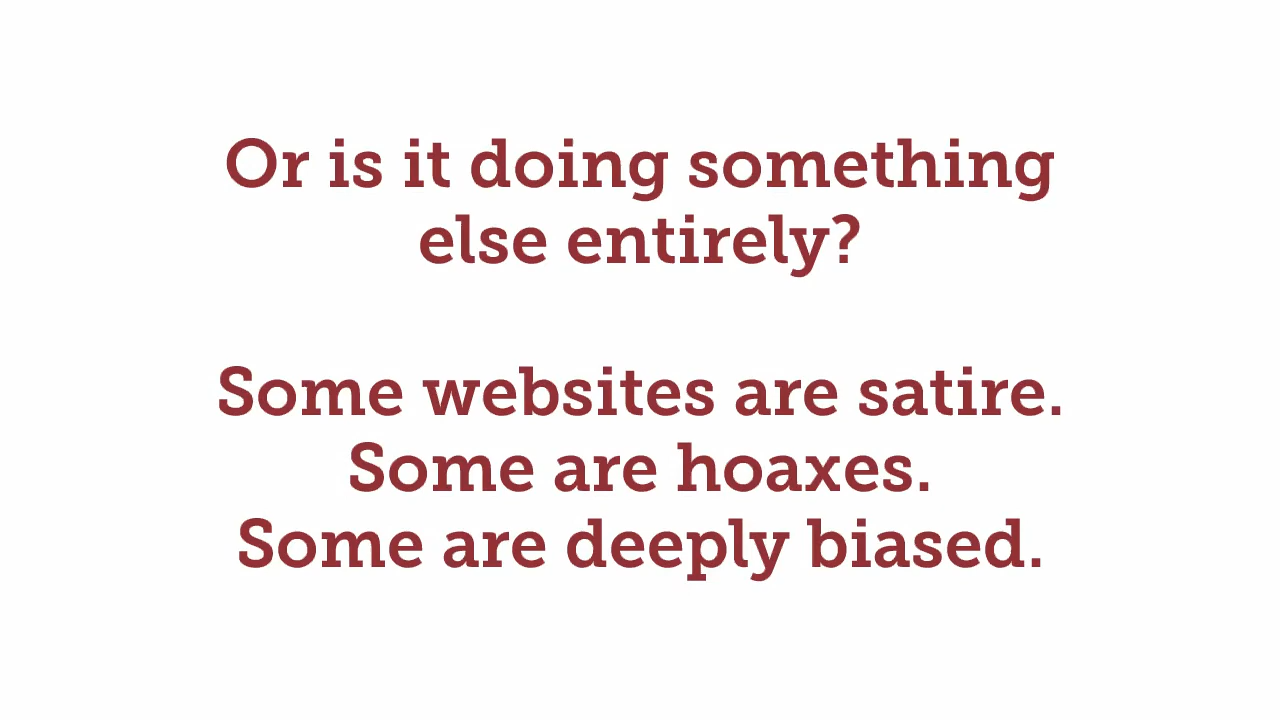 Or is it doing something
else entirely?
Some websites are satire.
Some are hoaxes.
Some are deeply biased.